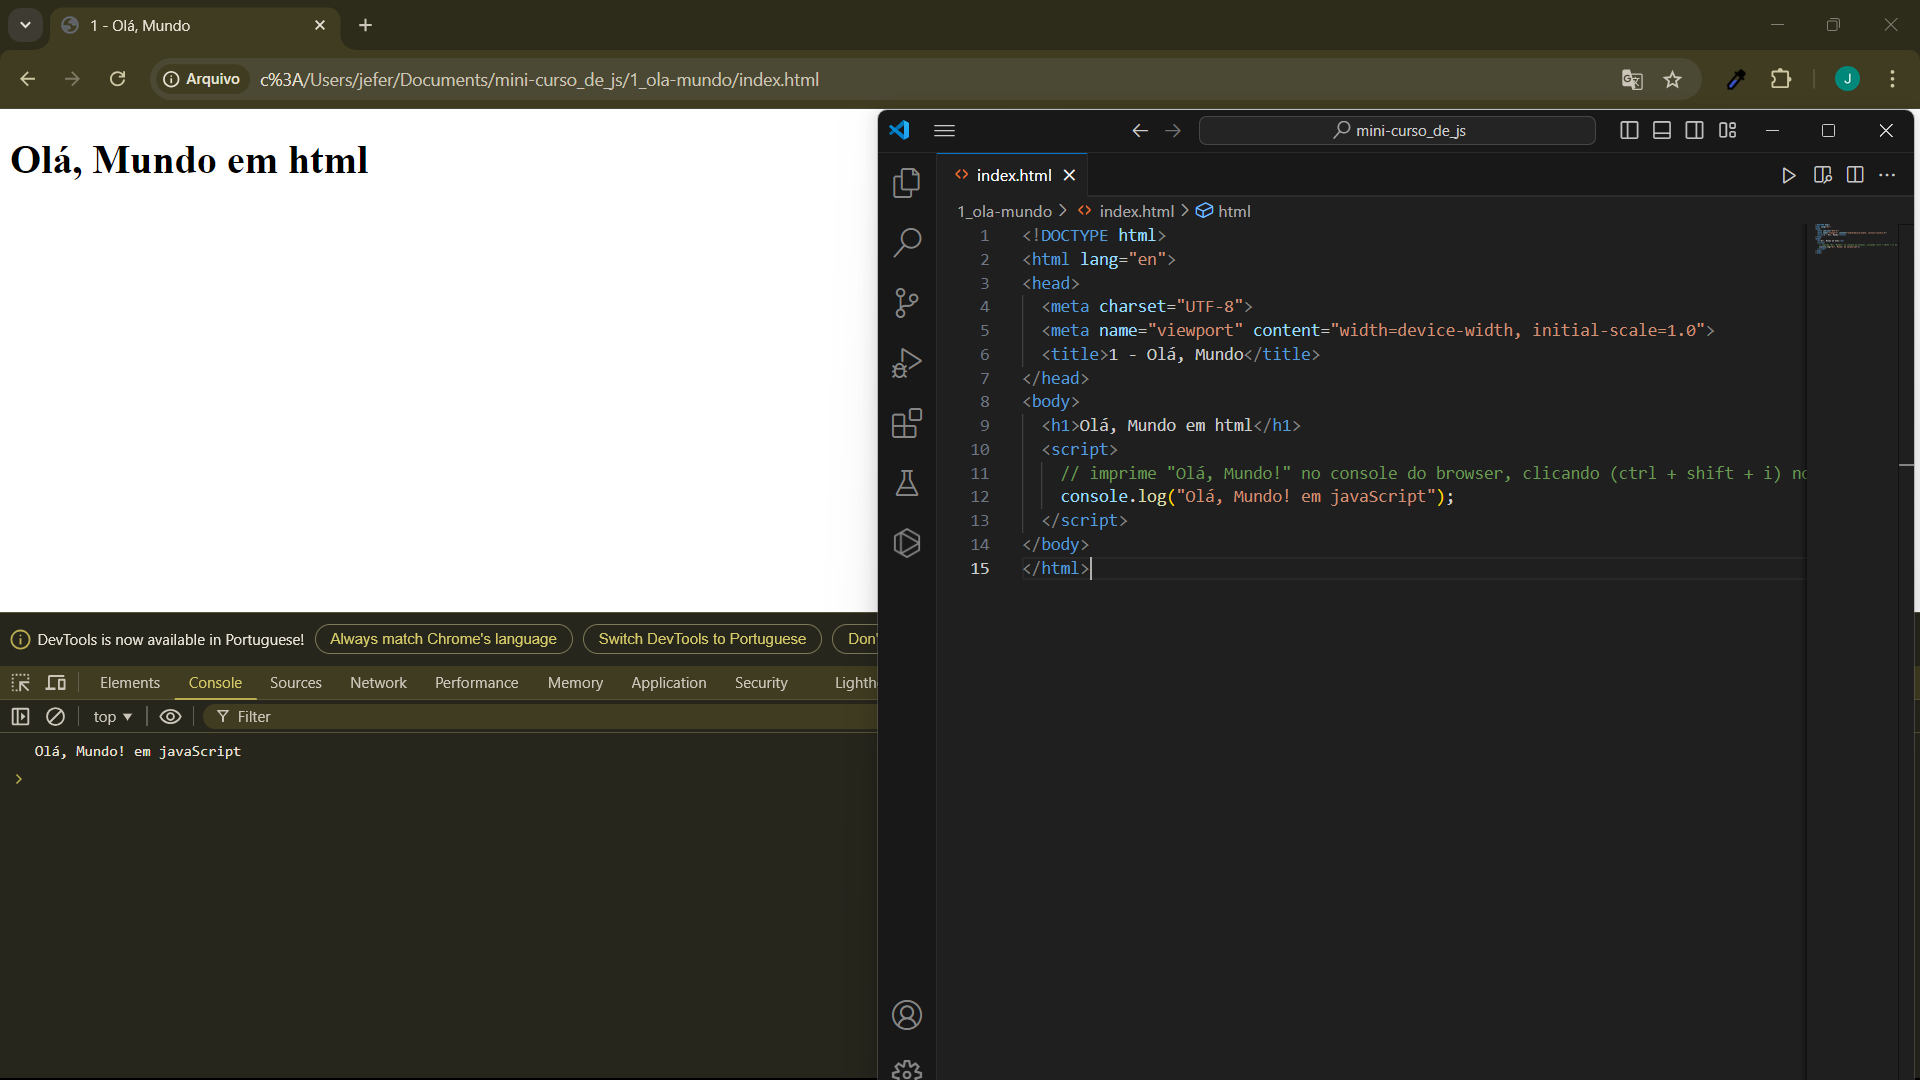 1 - Olá, Mundo
Arquivo
c%3A/Users/jefer/Documents/mini-curso_de_js/1_ola-mundo/index.html
J
Olá, Mundo em html
DevTools is now available in Portuguese!
Always match Chrome's language
Switch DevTools to Portuguese
Don'
Elements
Console
Sources
Network
Performance
Memory
Application
Security
Lighth
top
Filter
Olá, Mundo! em javaScript
mini-curso_de_js
index.html
1_ola-mundo > index.html > html
1 <!DOCTYPE html>
2 <html lang="en">
3 <head>
4 <meta charset="UTF-8">
5 <meta name="viewport" content="width=device-width, initial-scale=1.0">
6 <title>1 - Olá, Mundo</title>
7 </head>
8 <body>
9 <h1>Olá, Mundo em html</h1>
10 <script>
11 // imprime "Olá, Mundo!" no console do browser, clicando (ctrl + shift + i) no
12 console.log("Olá, Mundo! em javaScript");
13 </script>
14 </body>
15 </html>